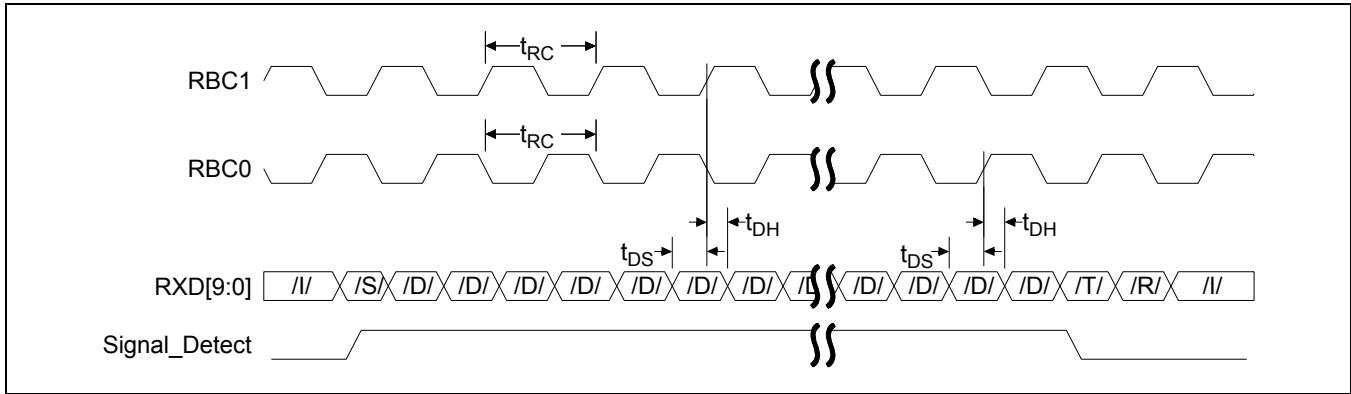 tRC
RBC1
tRC
RBC0
tDH tDH
tDS tDS
RXD[9:0] /I/ /S/ /D/ /D/ /D/ /D/ /D/ /D/ /D/ /D/ /D/ /D/ /D/ /T/ /R/ /I/
Signal_Detect